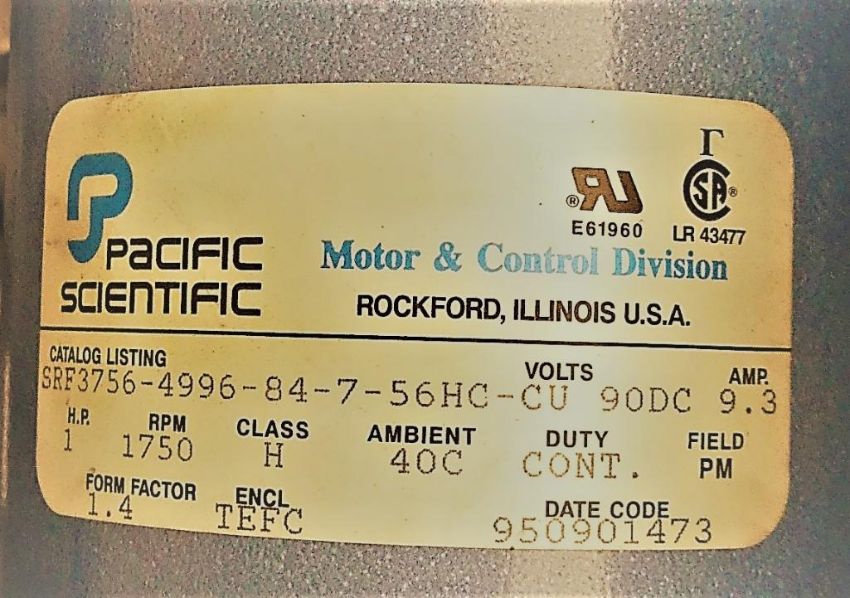 PACIFIC
SCIENTIFIC
Motor & Control Division
ROCKFORD, ILLINOIS U.S.A.
® UR
E61960
SA ®
LR 43477
CATALOG LISTING VOLTS AMP.
SRF3756-4996-84-7-56HC-CU 90DC 9.3
H.P. RPM CLASS AMBIENT DUTY FIELD
1 1750 H 40C CONT. PM
FORM FACTOR ENCL DATE CODE
1.4 TEFC 950901473